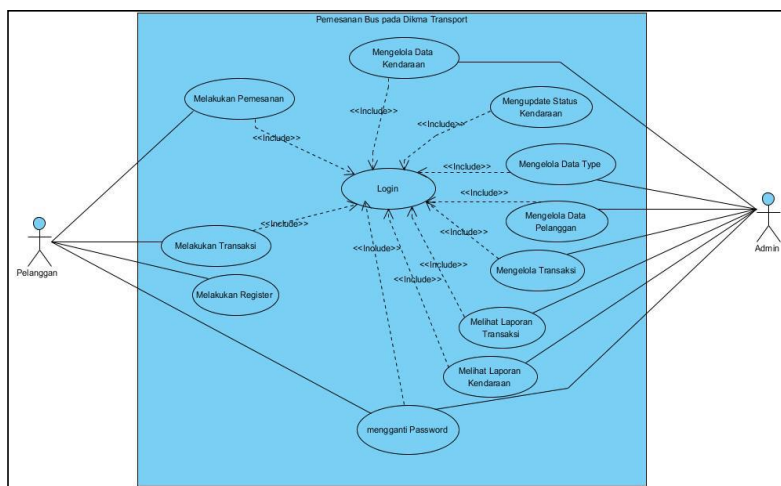 Pemesanan Bus pada Dikma Transport
Mengelola Data
Kendaraan
Melakukan Pemesanan
<<Include>>
Mengupdate Status
Kendaraan
<<Include>>
<<Include>>
<<Include>>
Mengelola Data Type
Login
<<Include>>
Mengelola Data
Pelanggan
<<Include>>
Melakukan Transaksi
Pelanggan
Admin
<<Include>>
<<Include>>
Mengelola Transaksi
<<Include>>
<<Include>>
Melakukan Register
Melihat Laporan
Transaksi
Melihat Laporan
Kendaraan
mengganti Password